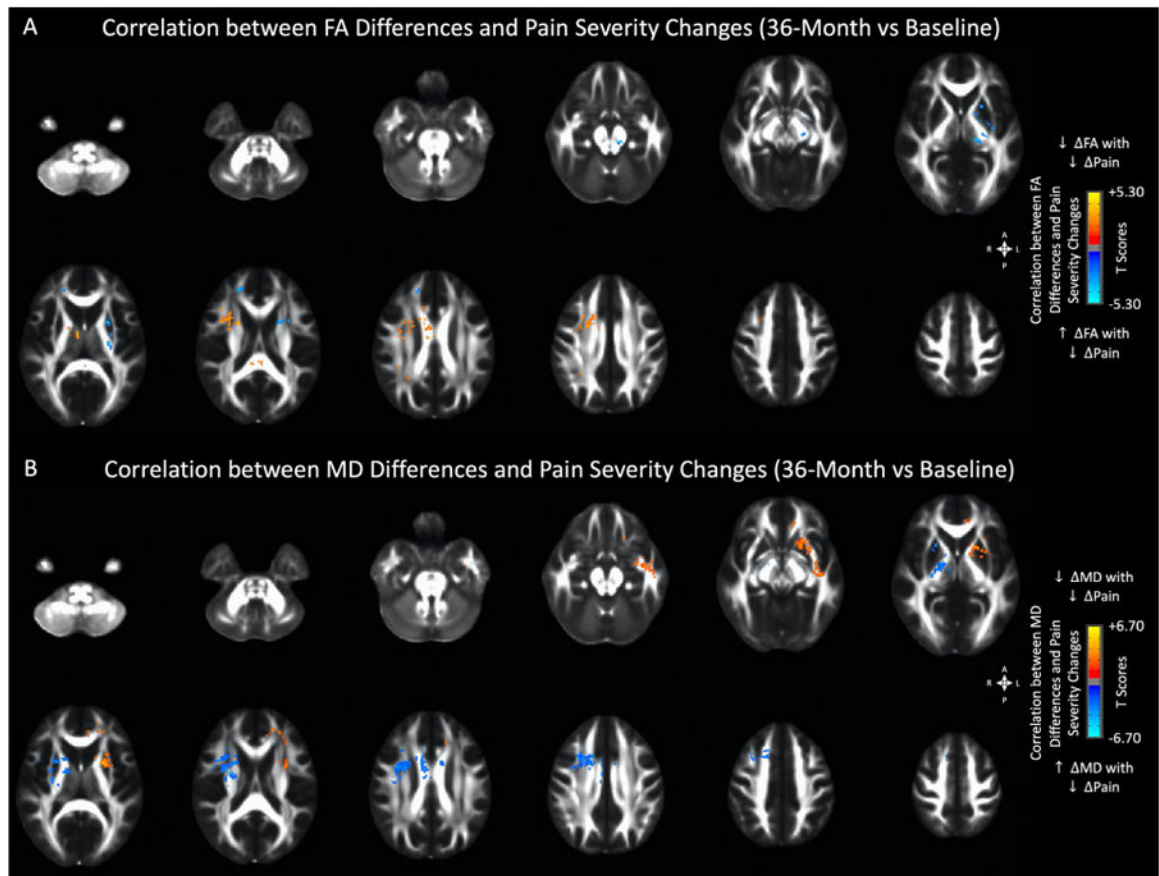 A
Correlation between FA Differences and Pain Severity Changes (36-Month vs Baseline)
↓ ΔFA with
↓ ΔPain
Correlation between FA
Differences and Pain
Severity Changes
+5.30
T Scores
-5.30
A
R L
P
↑ ΔFA with
↓ ΔPain
B
Correlation between MD Differences and Pain Severity Changes (36-Month vs Baseline)
↓ ΔMD with
↓ ΔPain
Correlation between MD
Differences and Pain
Severity Changes
+6.70
T Scores
-6.70
A
R L
P
↑ ΔMD with
↓ ΔPain